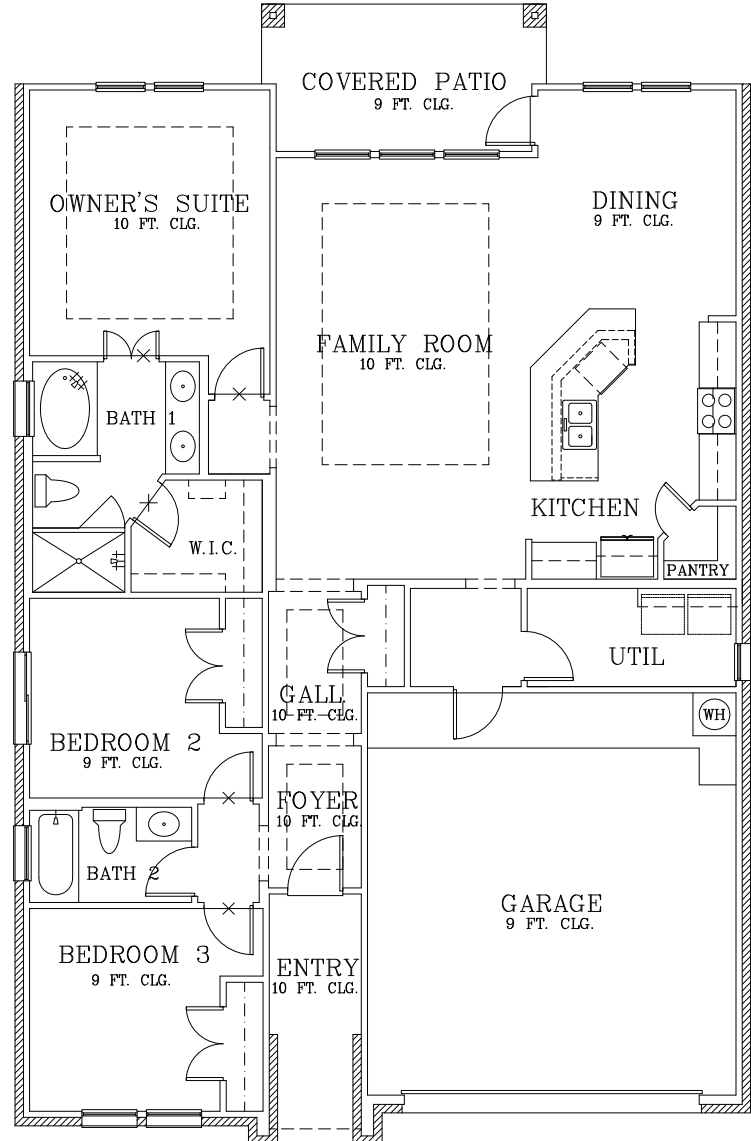 COVERED PATIO
9 FT. CLG.
OWNER'S SUITE
10 FT. CLG.
DINING
9 FT. CLG.
FAMILY ROOM
10 FT. CLG.
BATH 1
KITCHEN
W.I.C.
PANTRY
UTIL
GALL.
10 FT. CLG.
WH
BEDROOM 2
9 FT. CLG.
FOYER
10 FT. CLG.
BATH 2
GARAGE
9 FT. CLG.
BEDROOM 3
9 FT. CLG.
ENTRY
10 FT. CLG.